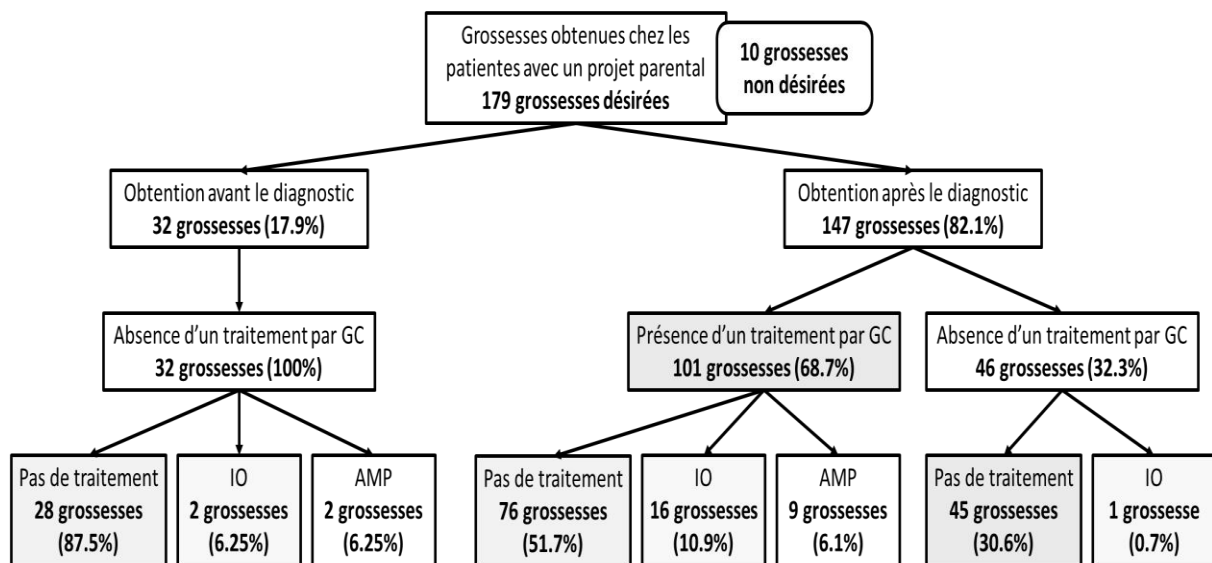 Grossesses obtenues chez les
patientes avec un projet parental
179 grossesses désirées
10 grossesses
non désirées
Obtention avant le diagnostic
32 grossesses (17.9%)
Obtention après le diagnostic
147 grossesses (82.1%)
Absence d'un traitement par GC
32 grossesses (100%)
Présence d'un traitement par GC
101 grossesses (68.7%)
Absence d'un traitement par GC
46 grossesses (32.3%)
Pas de traitement
28 grossesses
(87.5%)
IO
2 grossesses
(6.25%)
AMP
2 grossesses
(6.25%)
Pas de traitement
76 grossesses
(51.7%)
IO
16 grossesses
(10.9%)
AMP
9 grossesses
(6.1%)
Pas de traitement
45 grossesses
(30.6%)
IO
1 grossesse
(0.7%)